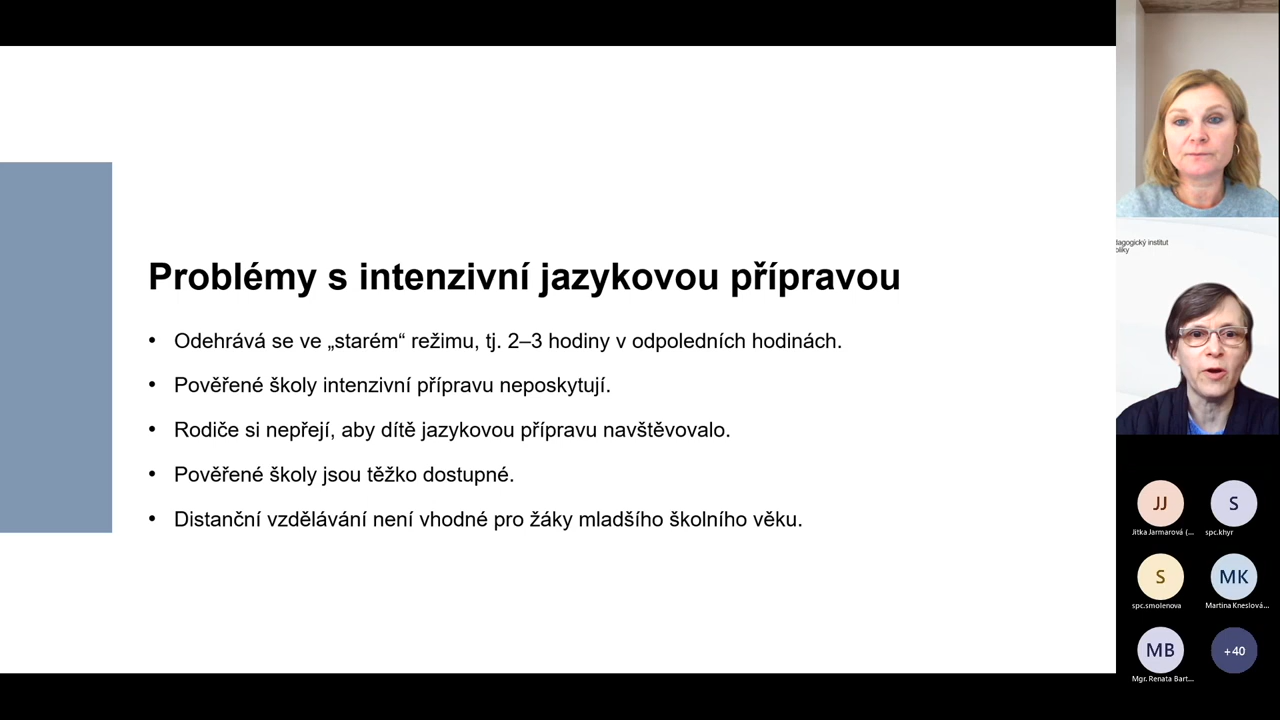 Problémy s intenzivní jazykovou přípravou
• Odehrává se ve „starém“ režimu, tj. 2–3 hodiny v odpoledních hodinách.
• Pověřené školy intenzivní přípravu neposkytují.
• Rodiče si nepřejí, aby dítě jazykovou přípravu navštěvovalo.
• Pověřené školy jsou těžko dostupné.
• Distanční vzdělávání není vhodné pro žáky mladšího školního věku.
dagogický institut
bliky
JJ
Jitka Jarmarová (...
S
spc.khyr
S
spc.smolenova
MK
Martina Kneslová...
MB
Mgr. Renata Bart...
+40